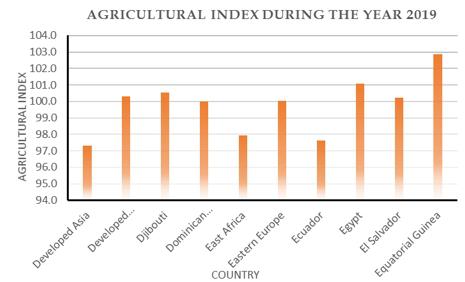 AGRICULTURAL INDEX DURING THE YEAR 2019
104.0
103.0
102.0
101.0
100.0
99.0
98.0
97.0
96.0
95.0
94.0
AGRICULTURAL INDEX
Developed Asia
Developed...
Djibouti
Dominican...
East Africa
Eastern Europe
Ecuador
Egypt
El Salvador
Equatorial Guinea
COUNTRY